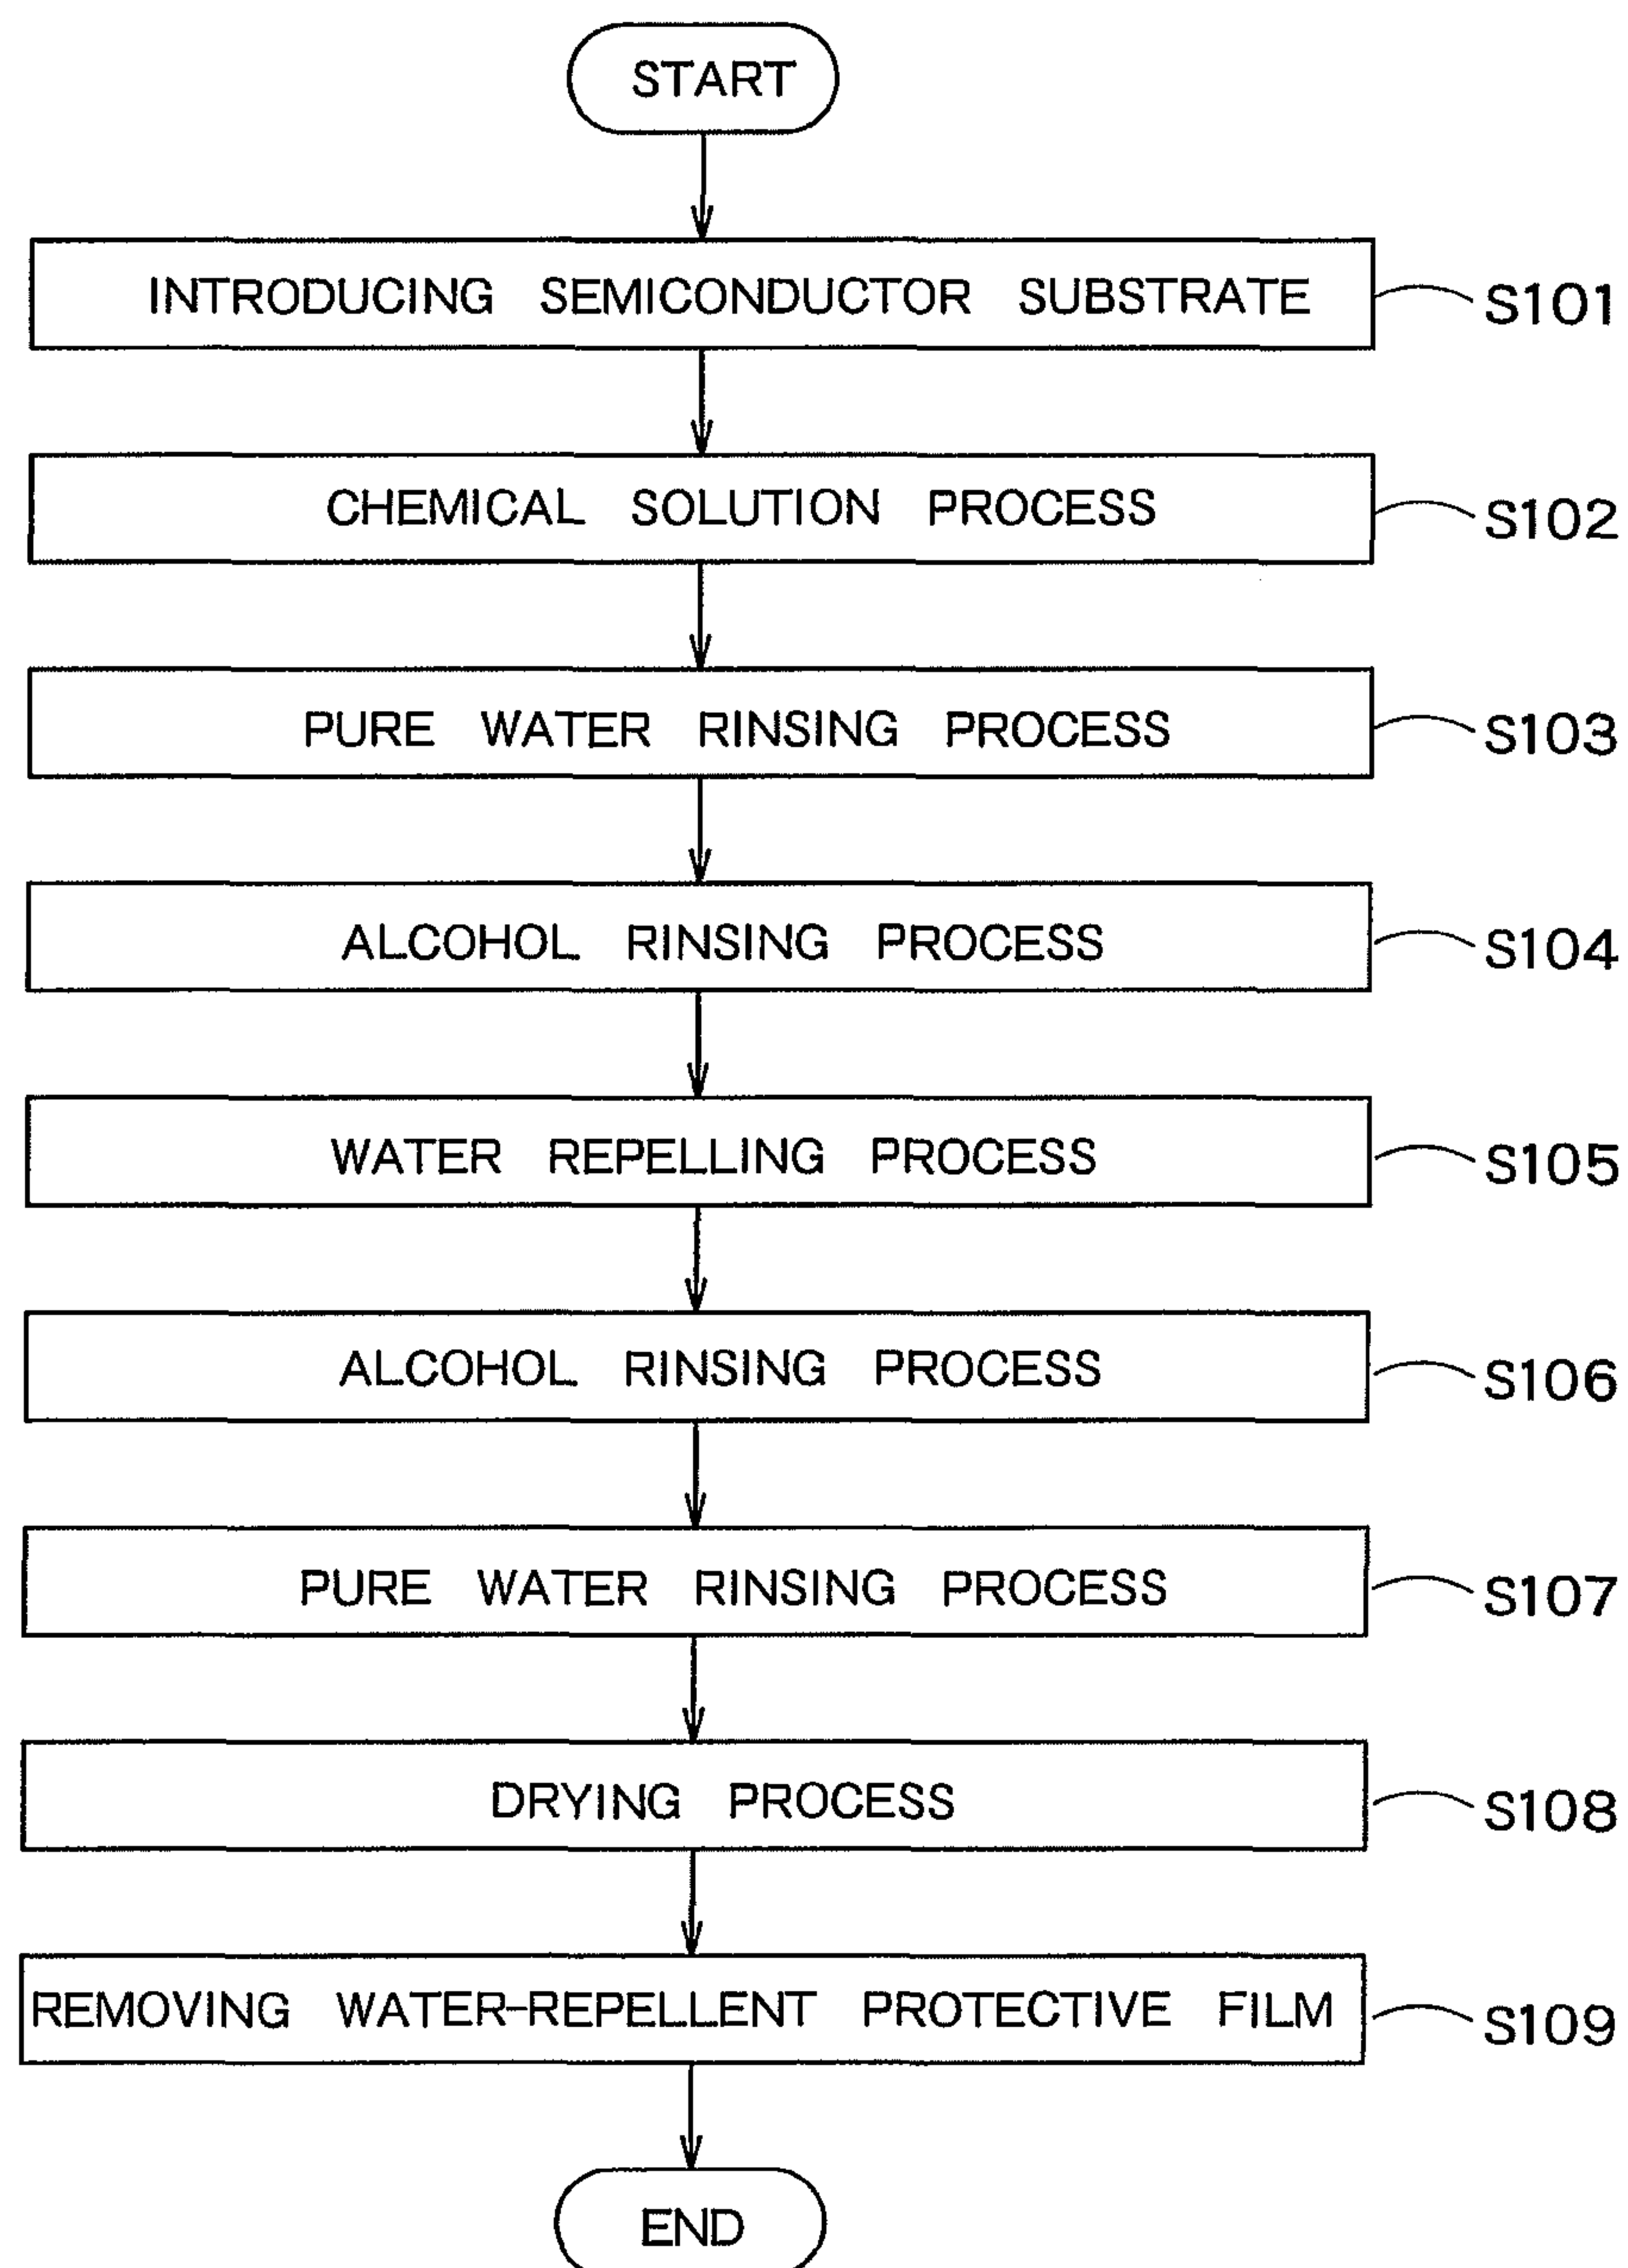 START
INTRODUCING SEMICONDUCTOR SUBSTRATE S101
CHEMICAL SOLUTION PROCESS S102
PURE WATER RINSING PROCESS S103
ALCOHOL RINSING PROCESS S104
WATER REPELLING PROCESS S105
ALCOHOL RINSING PROCESS S106
PURE WATER RINSING PROCESS S107
DRYING PROCESS S108
REMOVING WATER-REPELLENT PROTECTIVE FILM S109
END